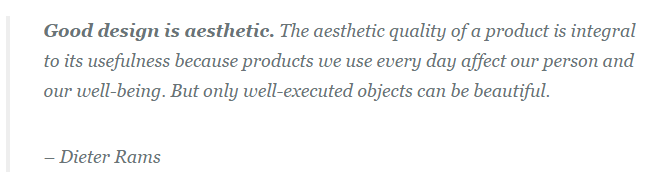 Good design is aesthetic. The aesthetic quality of a product is integral
to its usefulness because products we use every day affect our person and
our well-being. But only well-executed objects can be beautiful.
– Dieter Rams